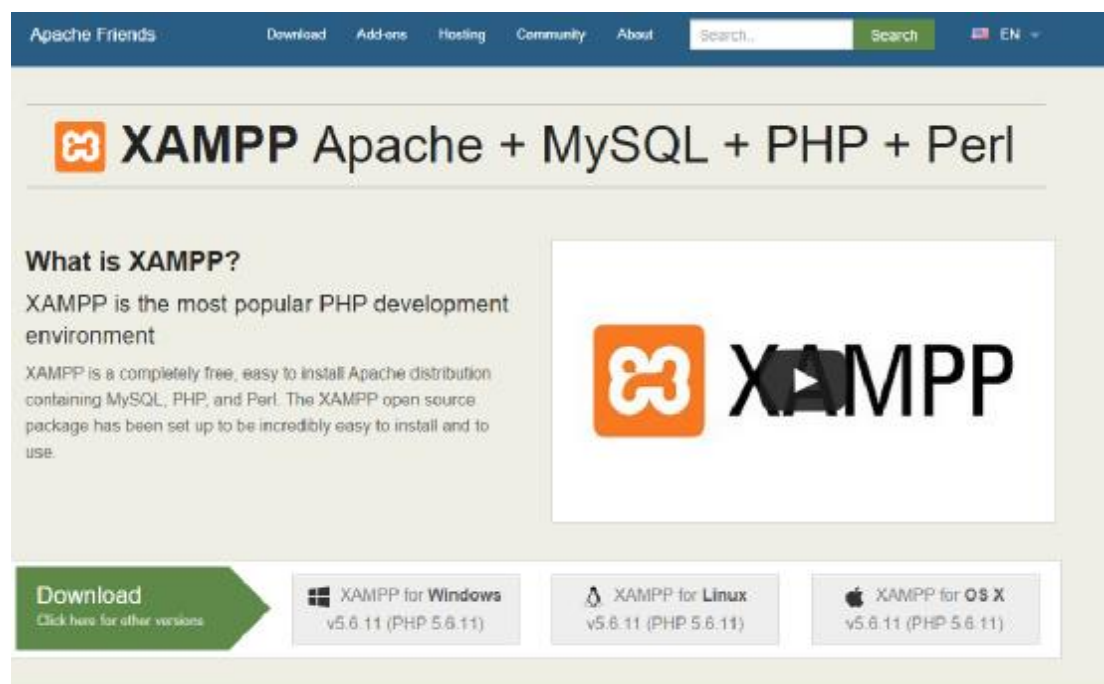 Apache Friends Download Add-ons Hosting Community About Search.. Search EN
XAMPP Apache + MySQL + PHP + Perl
What is XAMPP?
XAMPP is the most popular PHP development
environment
XAMPP is a completely free, easy to install Apache distribution
containing MySQL, PHP, and Perl. The XAMPP open source
package has been set up to be incredibly easy to install and to
use.
XAMPP
Download
Click here for other versions
XAMPP for Windows
v5.6.11 (PHP 5.6.11)
XAMPP for Linux
v5.6.11 (PHP 5.6.11)
XAMPP for OS X
v5.6.11 (PHP 5.6.11)